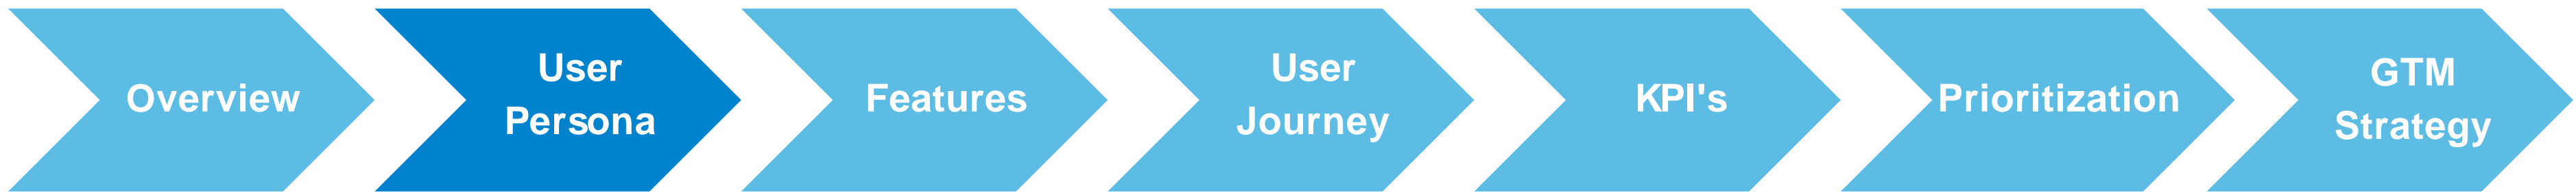 Overview
User
Persona
Features
User
Journey
KPI's
Prioritization
GTM
Strategy